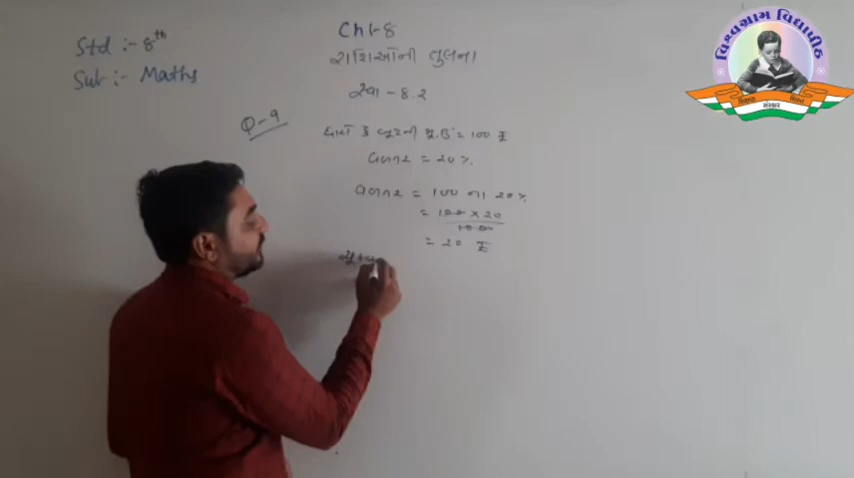 Std :- 8th
Sub :- Maths
Ch :- 8
રાશિઓની તુલના
સ્વા - 8.2
Q - 9
ધારો કે બૂટની મૂ.કિં = 100 ₹
વળતર = 20 %.
વળતર = 100 ના 20 %
= 100 x 20
100
= 20 ₹
વિશ્વગ્રામ વિદ્યાપીઠ
શિક્ષણ
સંસ્કાર